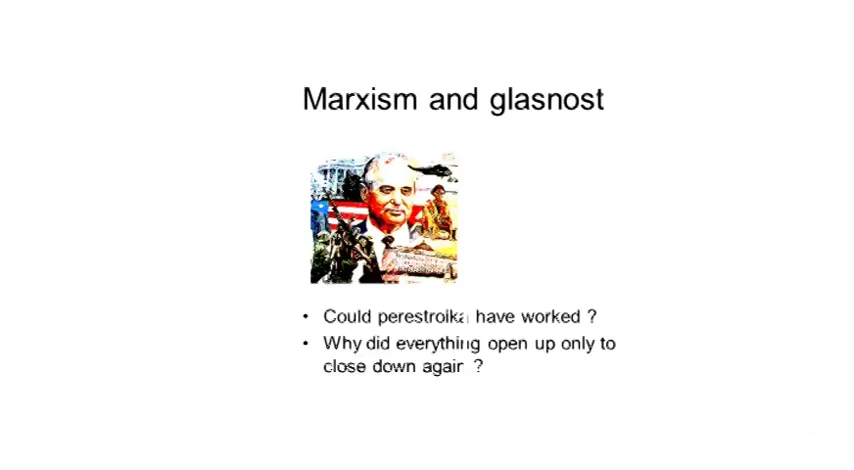 Marxism and glasnost
• Could perestroika have worked ?
• Why did everything open up only to
close down again ?